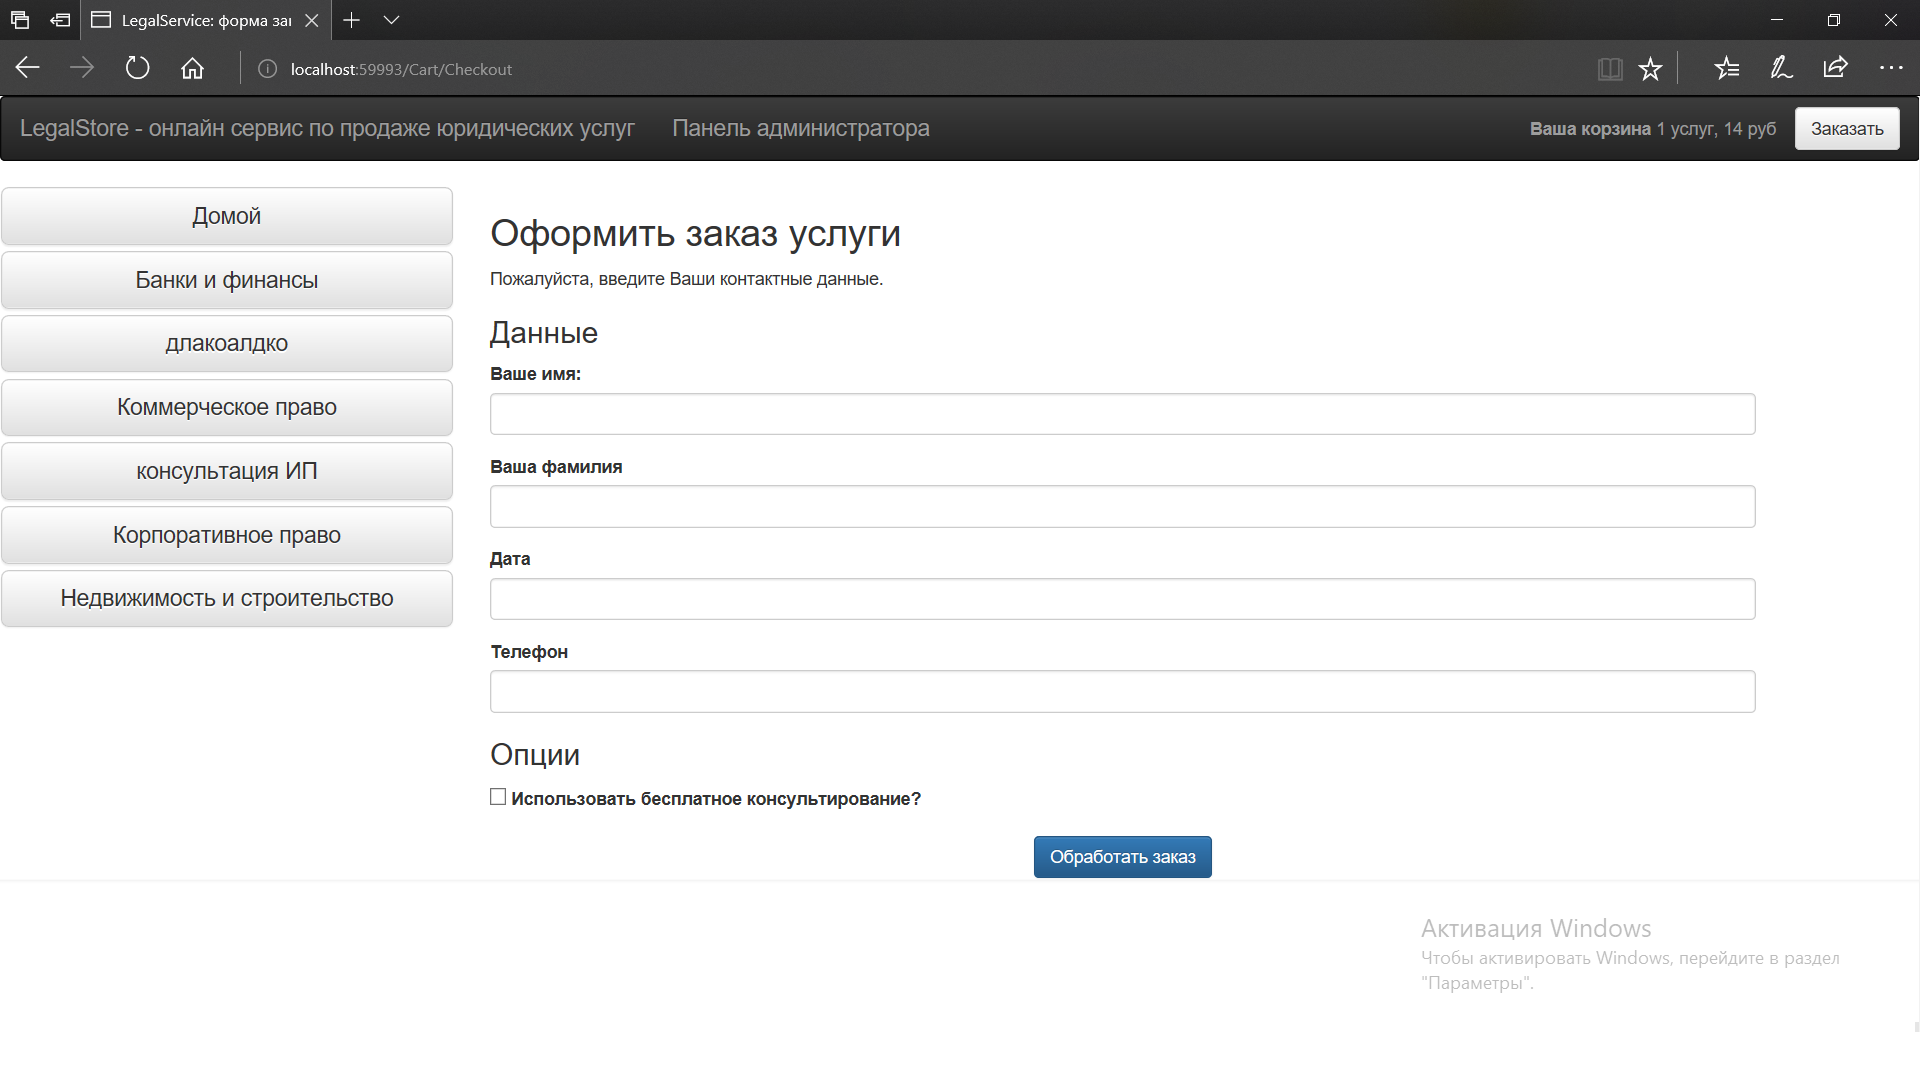 LegalService: форма за
localhost:59993/Cart/Checkout
LegalStore - онлайн сервис по продаже юридических услуг Панель администратора Ваша корзина 1 услуг, 14 руб Заказать
Домой
Банки и финансы
длакоалдко
Коммерческое право
консультация ИП
Корпоративное право
Недвижимость и строительство
Оформить заказ услуги
Пожалуйста, введите Ваши контактные данные.
Данные
Ваше имя:
Ваша фамилия
Дата
Телефон
Опции
Использовать бесплатное консультирование?
Обработать заказ
Активация Windows
Чтобы активировать Windows, перейдите в раздел
"Параметры".